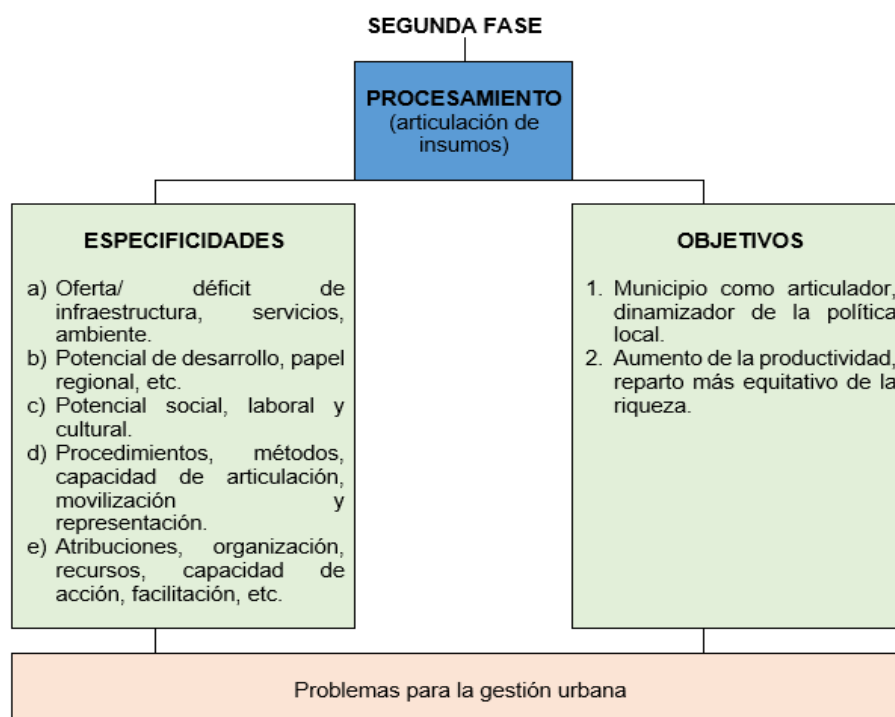 SEGUNDA FASE
PROCESAMIENTO
(articulación de
insumos)
ESPECIFICIDADES
a) Oferta/ déficit de
infraestructura, servicios,
ambiente.
b) Potencial de desarrollo, papel
regional, etc.
c) Potencial social, laboral y
cultural.
d) Procedimientos, métodos,
capacidad de articulación,
movilización y
representación.
e) Atribuciones, organización,
recursos, capacidad de
acción, facilitación, etc.
OBJETIVOS
1. Municipio como articulador,
dinamizador de la política
local.
2. Aumento de la productividad,
reparto más equitativo de la
riqueza.
Problemas para la gestión urbana